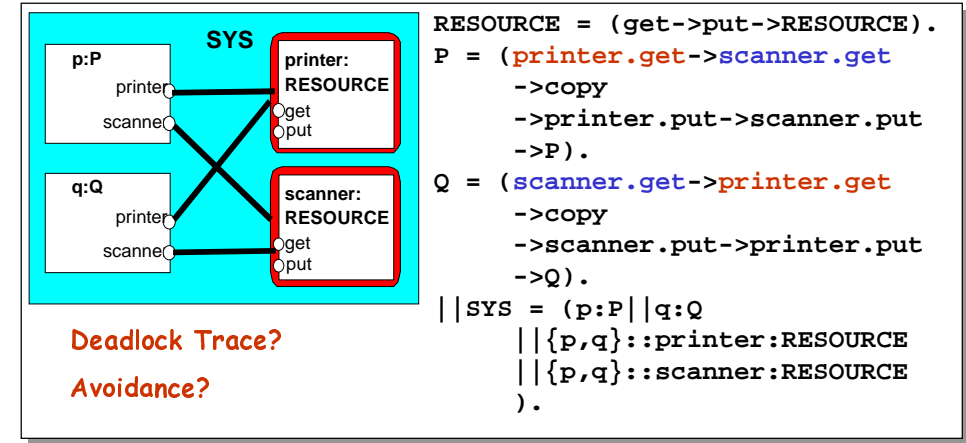 SYS
p:P
printer
scanne
q:Q
printer
scanne
printer:
RESOURCE
get
put
scanner:
RESOURCE
get
put
Deadlock Trace?
Avoidance?
RESOURCE = (get->put->RESOURCE).
P = (printer.get->scanner.get
->copy
->printer.put->scanner.put
->P).
Q = (scanner.get->printer.get
->copy
->scanner.put->printer.put
->Q).
||SYS = (p:P||q:Q
||{p,q}::printer:RESOURCE
||{p,q}::scanner:RESOURCE
).